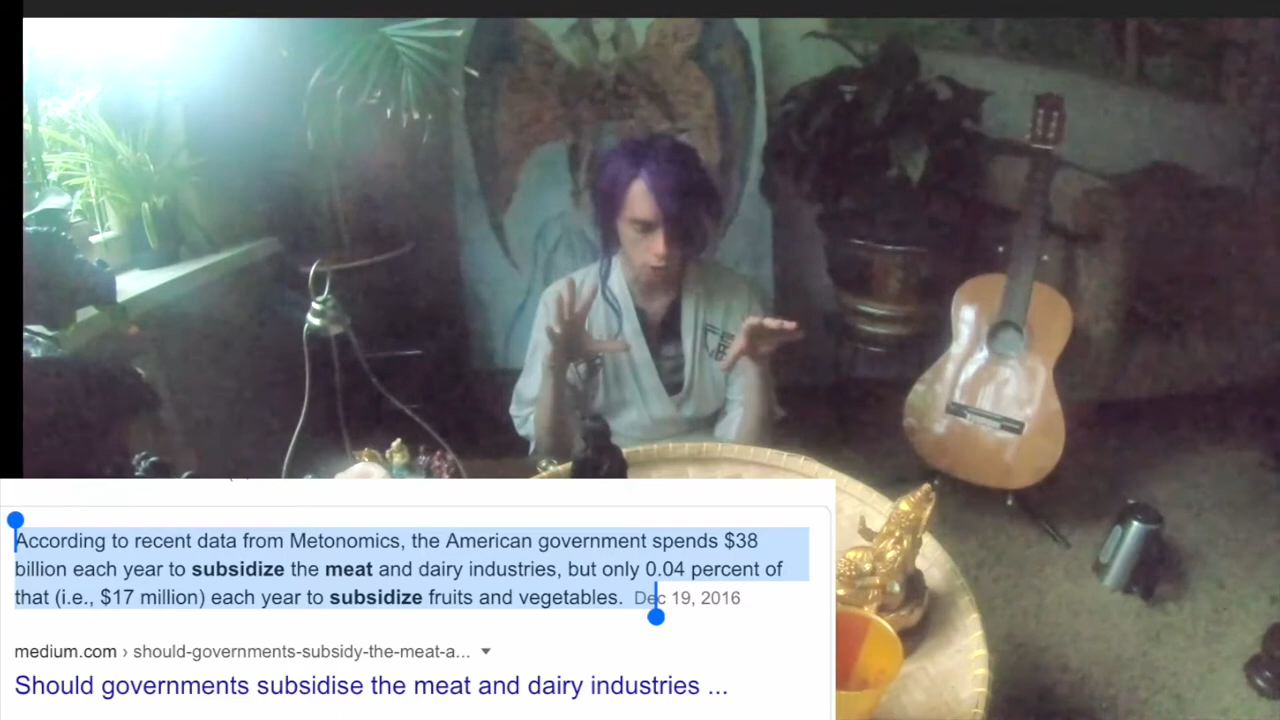 According to recent data from Metonomics, the American government spends $38
billion each year to subsidize the meat and dairy industries, but only 0.04 percent of
that (i.e., $17 million) each year to subsidize fruits and vegetables. Dec 19, 2016
medium.com › should-governments-subsidy-the-meat-a...
Should governments subsidise the meat and dairy industries ...